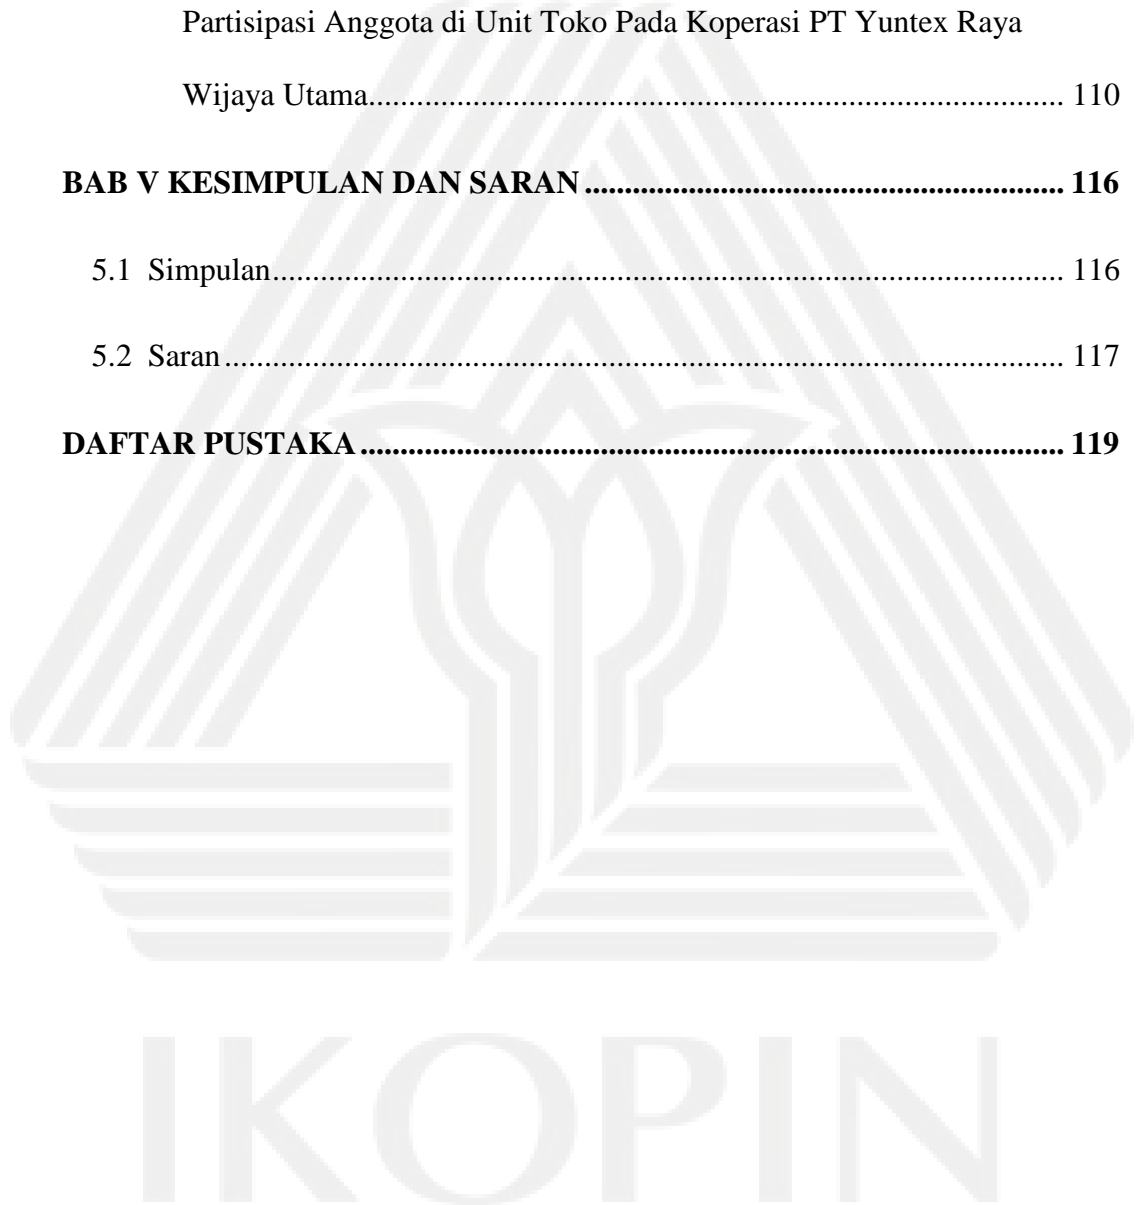 Partisipasi Anggota di Unit Toko Pada Koperasi PT Yuntex Raya
Wijaya Utama....................................................................................... 110
BAB V KESIMPULAN DAN SARAN ............................................................ 116
5.1 Simpulan................................................................................................... 116
5.2 Saran ......................................................................................................... 117
DAFTAR PUSTAKA ........................................................................................ 119
IKOPIN